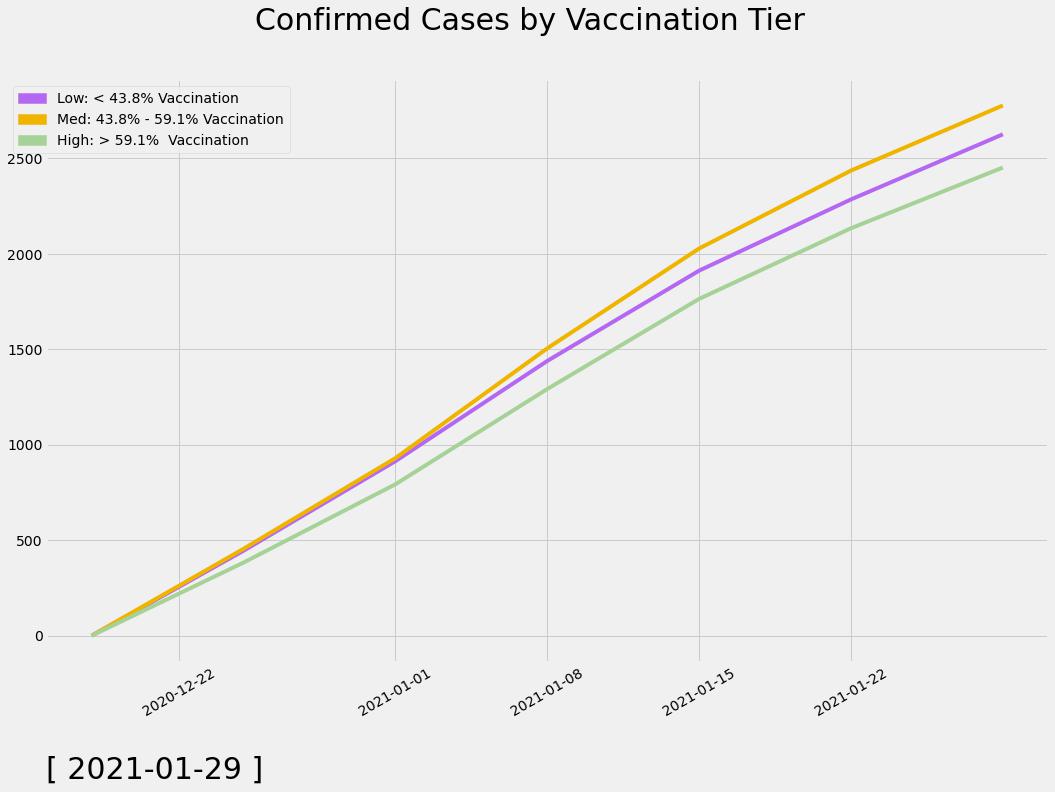 Confirmed Cases by Vaccination Tier
Low: < 43.8% Vaccination
Med: 43.8% - 59.1% Vaccination
High: > 59.1%  Vaccination
2500
2000
1500
1000
500
0
2020-12-22
2021-01-01
2021-01-08
2021-01-15
2021-01-22
[ 2021-01-29 ]